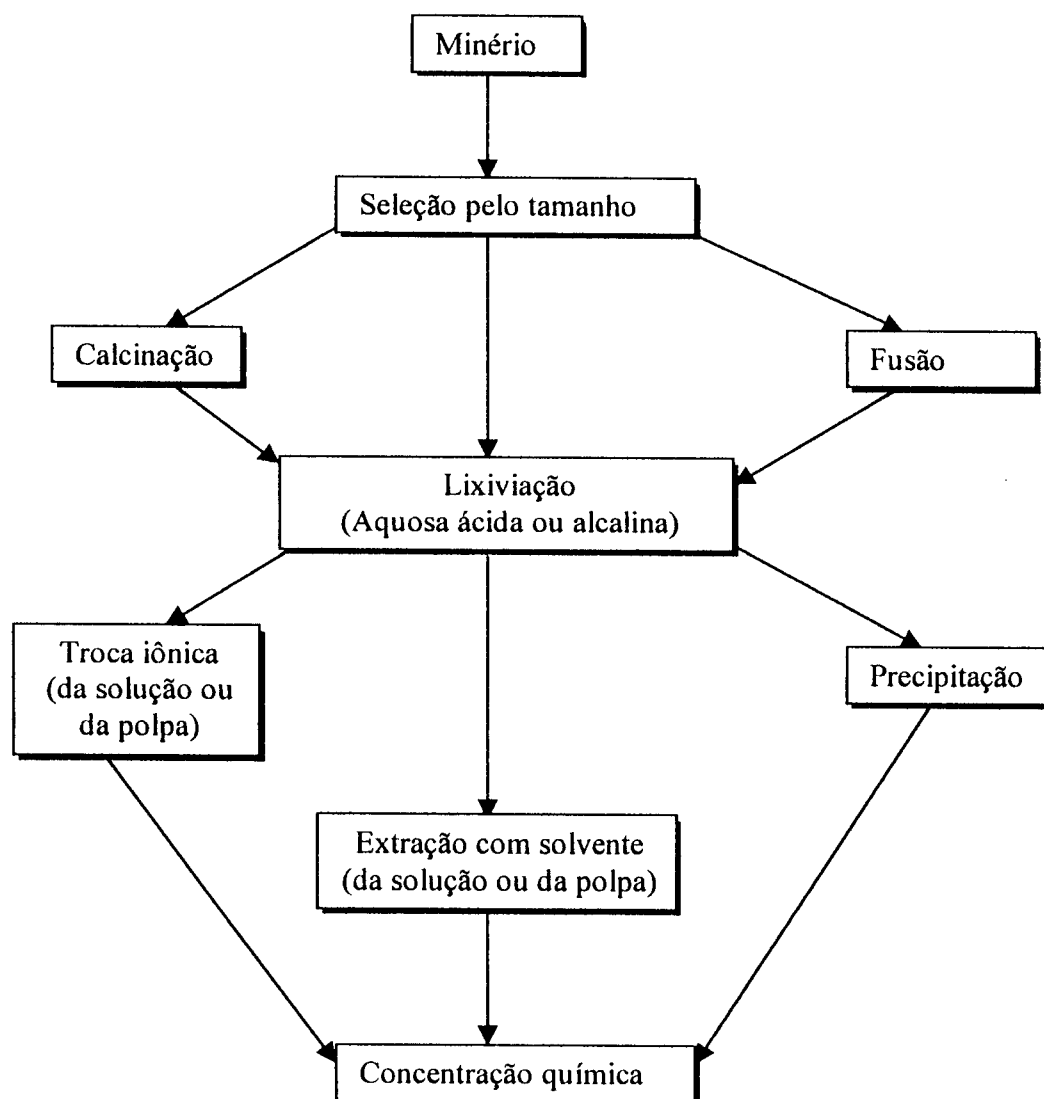 Minério
Seleção pelo tamanho
Calcinação
Fusão
Lixiviação
(Aquosa ácida ou alcalina)
Troca iônica
(da solução ou
da polpa)
Precipitação
Extração com solvente
(da solução ou da polpa)
Concentração química